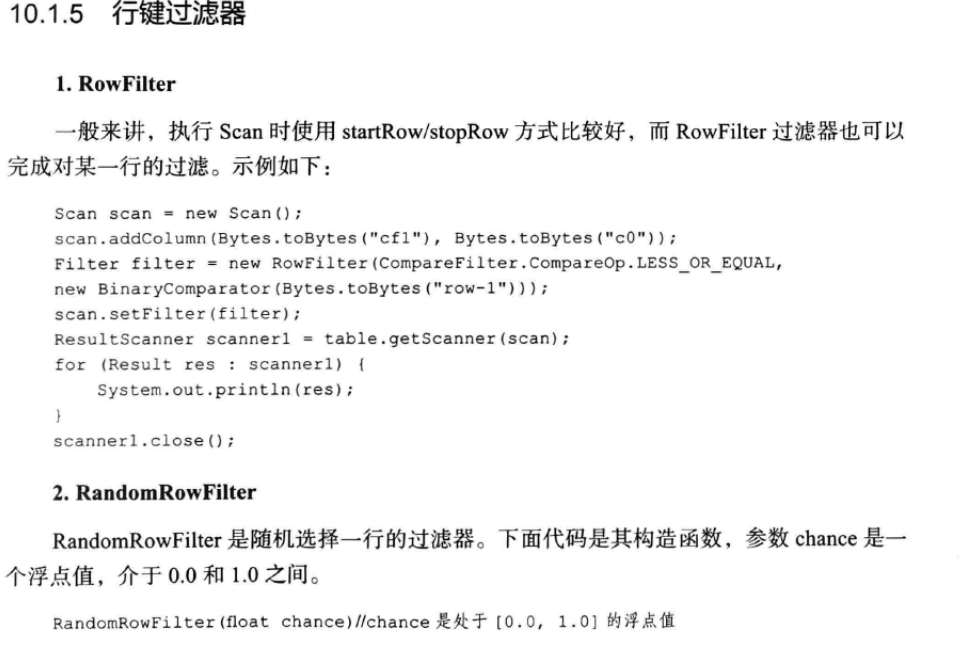 10.1.5 行键过滤器
1. RowFilter
一般来讲，执行 Scan 时使用 startRow/stopRow 方式比较好，而 RowFilter 过滤器也可以
完成对某一行的过滤。示例如下：
Scan scan = new Scan();
scan.addColumn(Bytes.toBytes("cf1"), Bytes.toBytes("c0"));
Filter filter = new RowFilter(CompareFilter.CompareOp.LESS_OR_EQUAL,
new BinaryComparator(Bytes.toBytes("row-1")));
scan.setFilter(filter);
ResultScanner scanner1 = table.getScanner(scan);
for (Result res : scanner1) {
System.out.println(res);
}
scanner1.close();
2. RandomRowFilter
RandomRowFilter 是随机选择一行的过滤器。下面代码是其构造函数，参数 chance 是一
个浮点值，介于 0.0 和 1.0 之间。
RandomRowFilter(float chance)//chance 是处于 [0.0, 1.0] 的浮点值